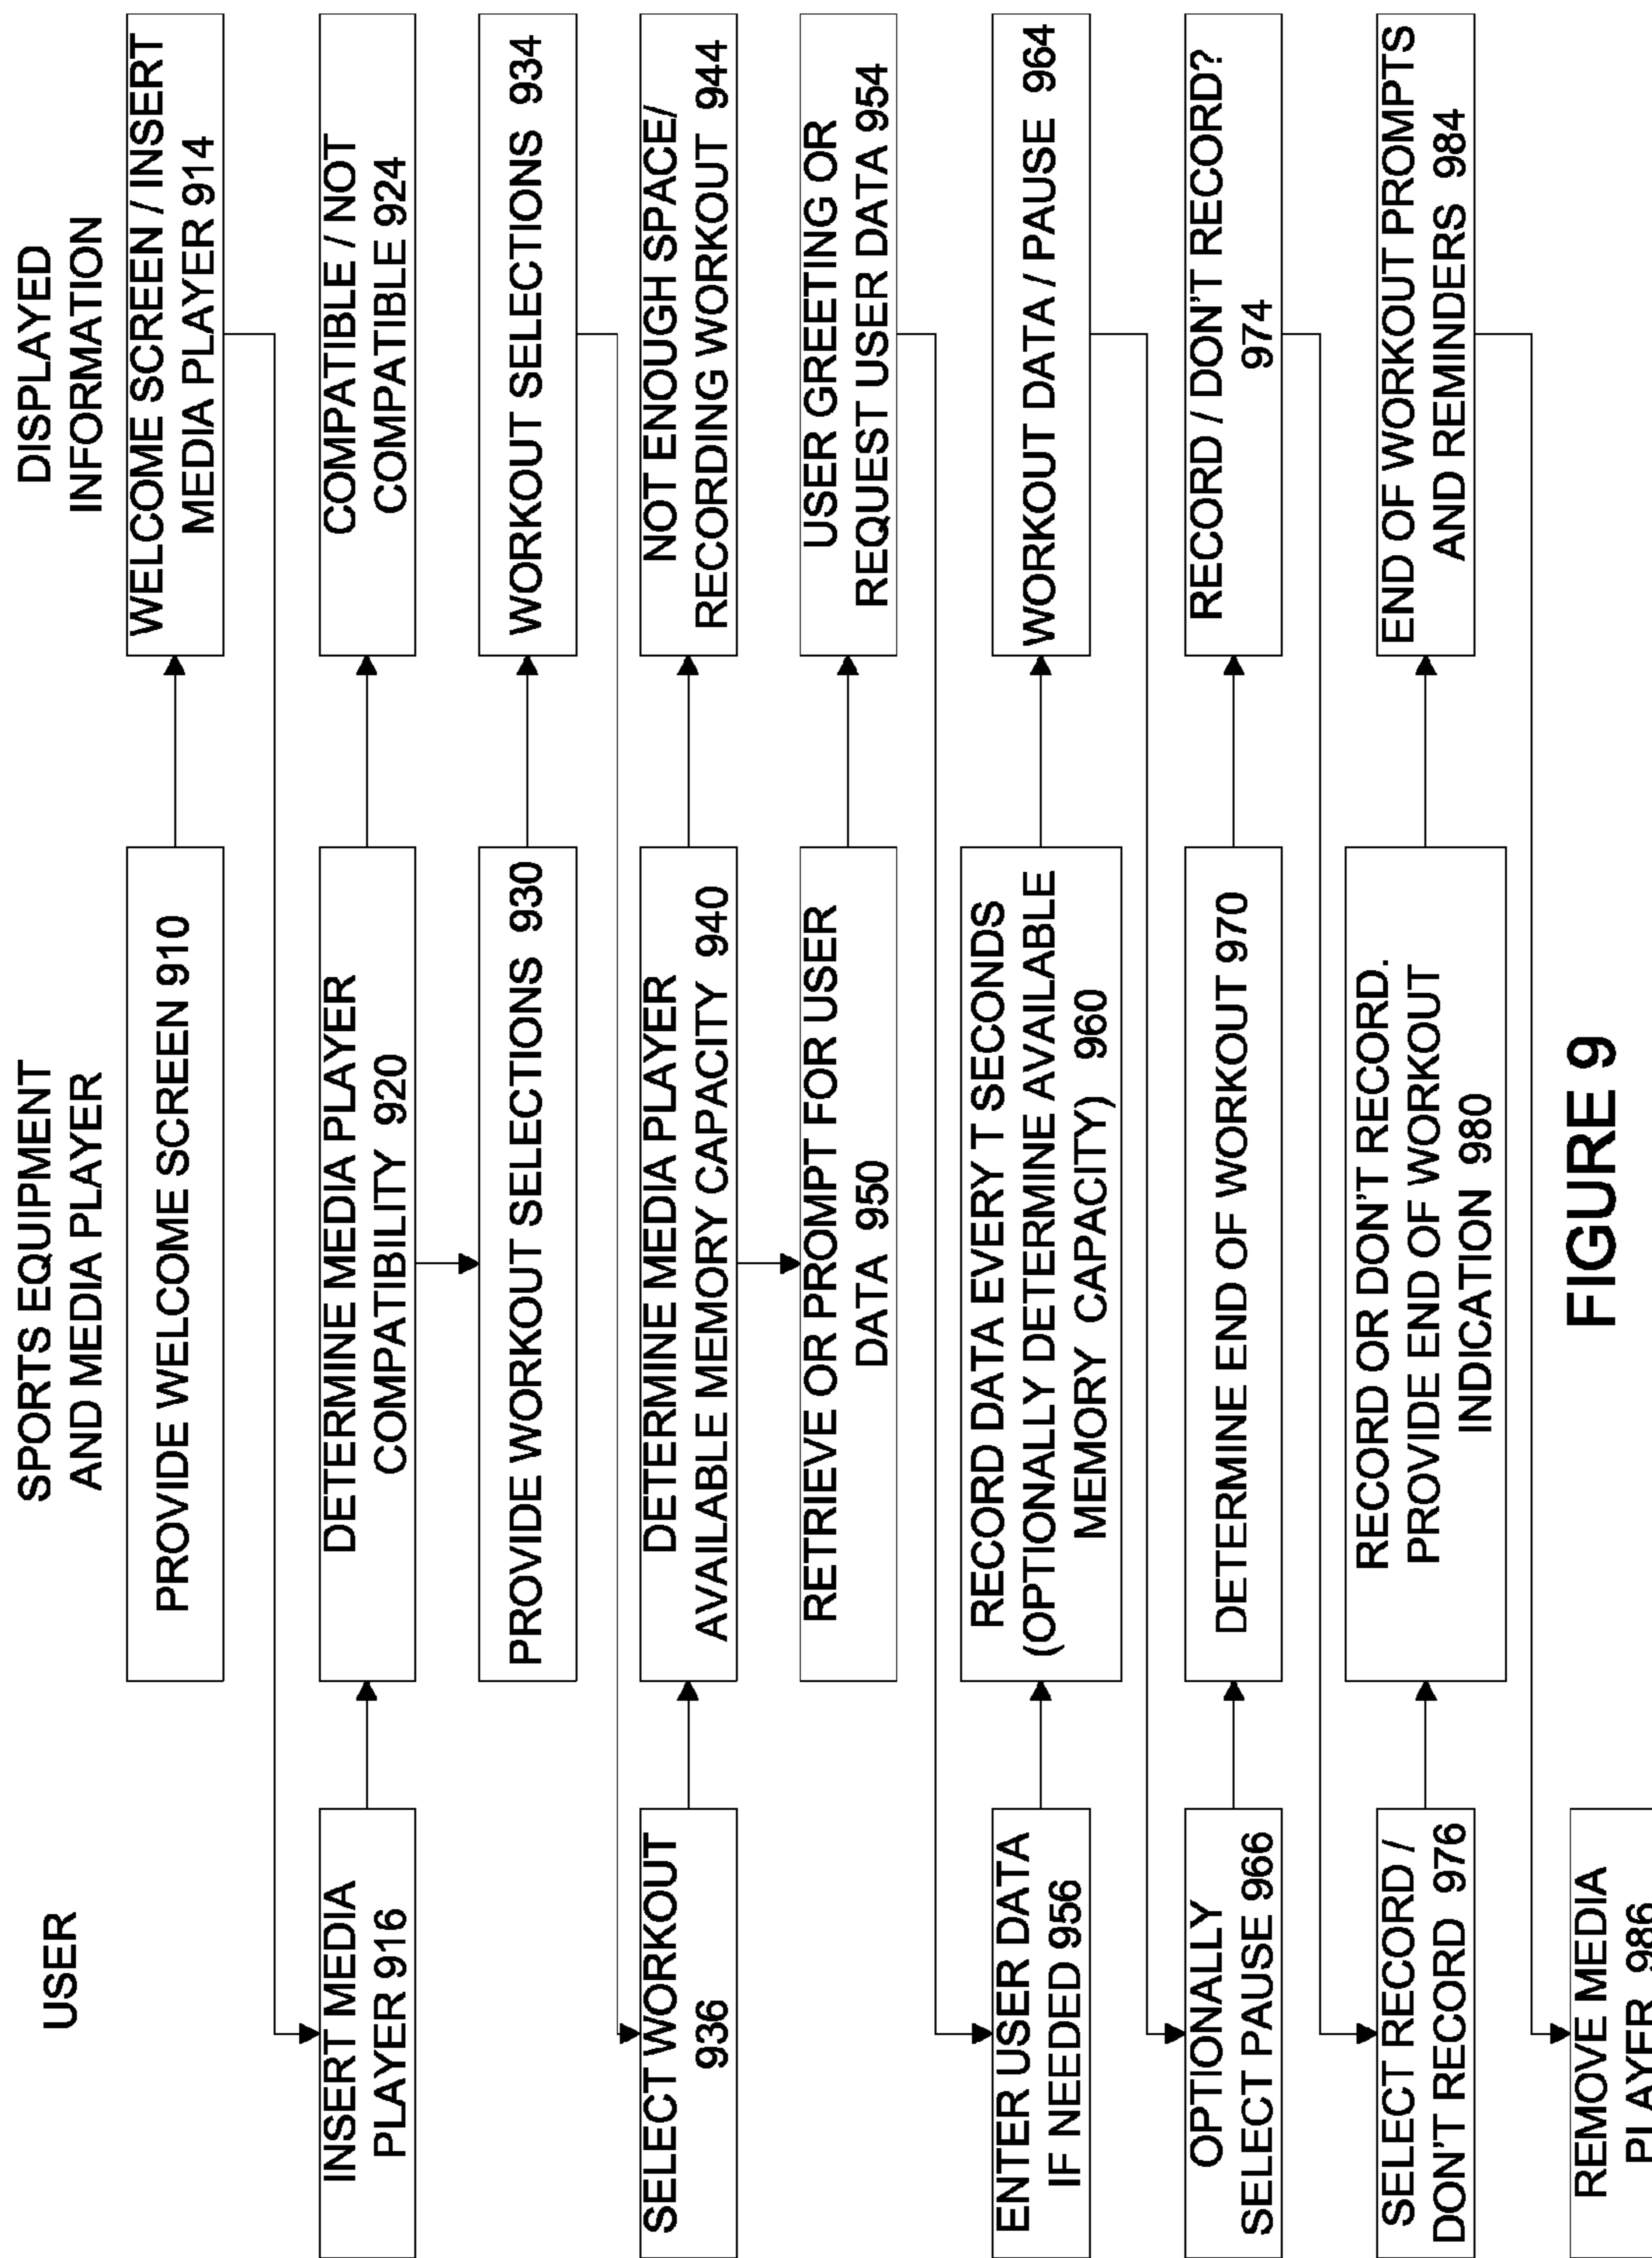 USER
SPORTS EQUIPMENT
AND MEDIA PLAYER
DISPLAYED
INFORMATION
PROVIDE WELCOME SCREEN 910
WELCOME SCREEN / INSERT
MEDIA PLAYER 914
INSERT MEDIA
PLAYER 916
DETERMINE MEDIA PLAYER
COMPATIBILITY 920
COMPATIBLE / NOT
COMPATIBLE 924
PROVIDE WORKOUT SELECTIONS 930
WORKOUT SELECTIONS 934
SELECT WORKOUT
936
DETERMINE MEDIA PLAYER
AVAILABLE MEMORY CAPACITY 940
NOT ENOUGH SPACE/
RECORDING WORKOUT 944
RETRIEVE OR PROMPT FOR USER
DATA 950
USER GREETING OR
REQUEST USER DATA 954
ENTER USER DATA
IF NEEDED 956
RECORD DATA EVERY T SECONDS
(OPTIONALLY DETERMINE AVAILABLE
MEMORY CAPACITY) 960
WORKOUT DATA / PAUSE 964
OPTIONALLY
SELECT PAUSE 966
DETERMINE END OF WORKOUT 970
RECORD / DON'T RECORD?
974
SELECT RECORD /
DON'T RECORD 976
RECORD OR DON'T RECORD.
PROVIDE END OF WORKOUT
INDICATION 980
END OF WORKOUT PROMPTS
AND REMINDERS 984
REMOVE MEDIA
PLAYER 986
FIGURE 9